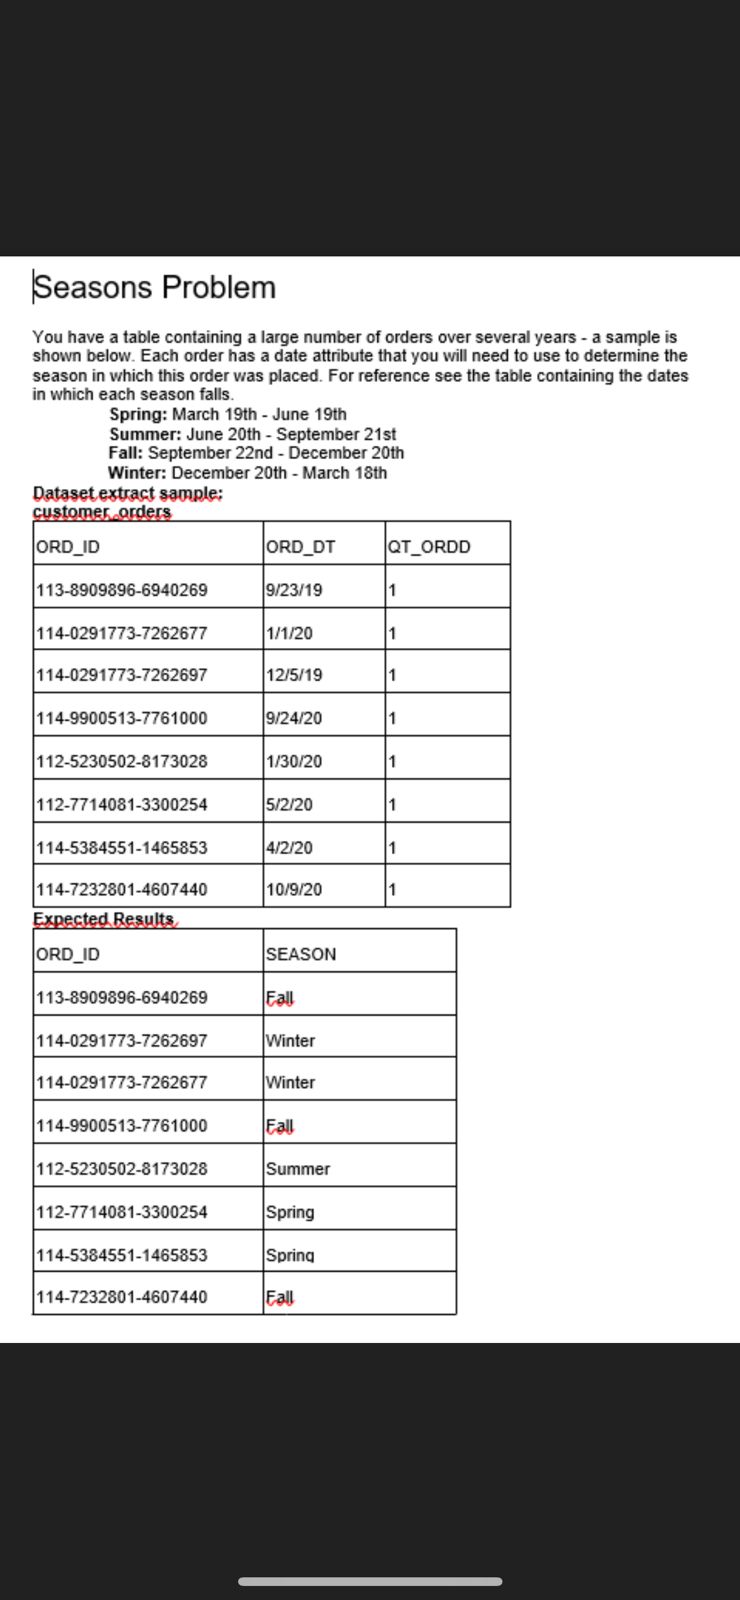 Seasons Problem
You have a table containing a large number of orders over several years - a sample is
shown below. Each order has a date attribute that you will need to use to determine the
season in which this order was placed. For reference see the table containing the dates
in which each season falls.
Spring: March 19th - June 19th
Summer: June 20th - September 21st
Fall: September 22nd - December 20th
Winter: December 20th - March 18th
Dataset extract sample:
customer_orders
ORD_ID ORD_DT QT_ORDD
113-8909896-6940269 9/23/19 1
114-0291773-7262677 1/1/20 1
114-0291773-7262697 12/5/19 1
114-9900513-7761000 9/24/20 1
112-5230502-8173028 1/30/20 1
112-7714081-3300254 5/2/20 1
114-5384551-1465853 4/2/20 1
114-7232801-4607440 10/9/20 1
Expected Results
ORD_ID SEASON
113-8909896-6940269 Fall
114-0291773-7262697 Winter
114-0291773-7262677 Winter
114-9900513-7761000 Fall
112-5230502-8173028 Summer
112-7714081-3300254 Spring
114-5384551-1465853 Spring
114-7232801-4607440 Fall